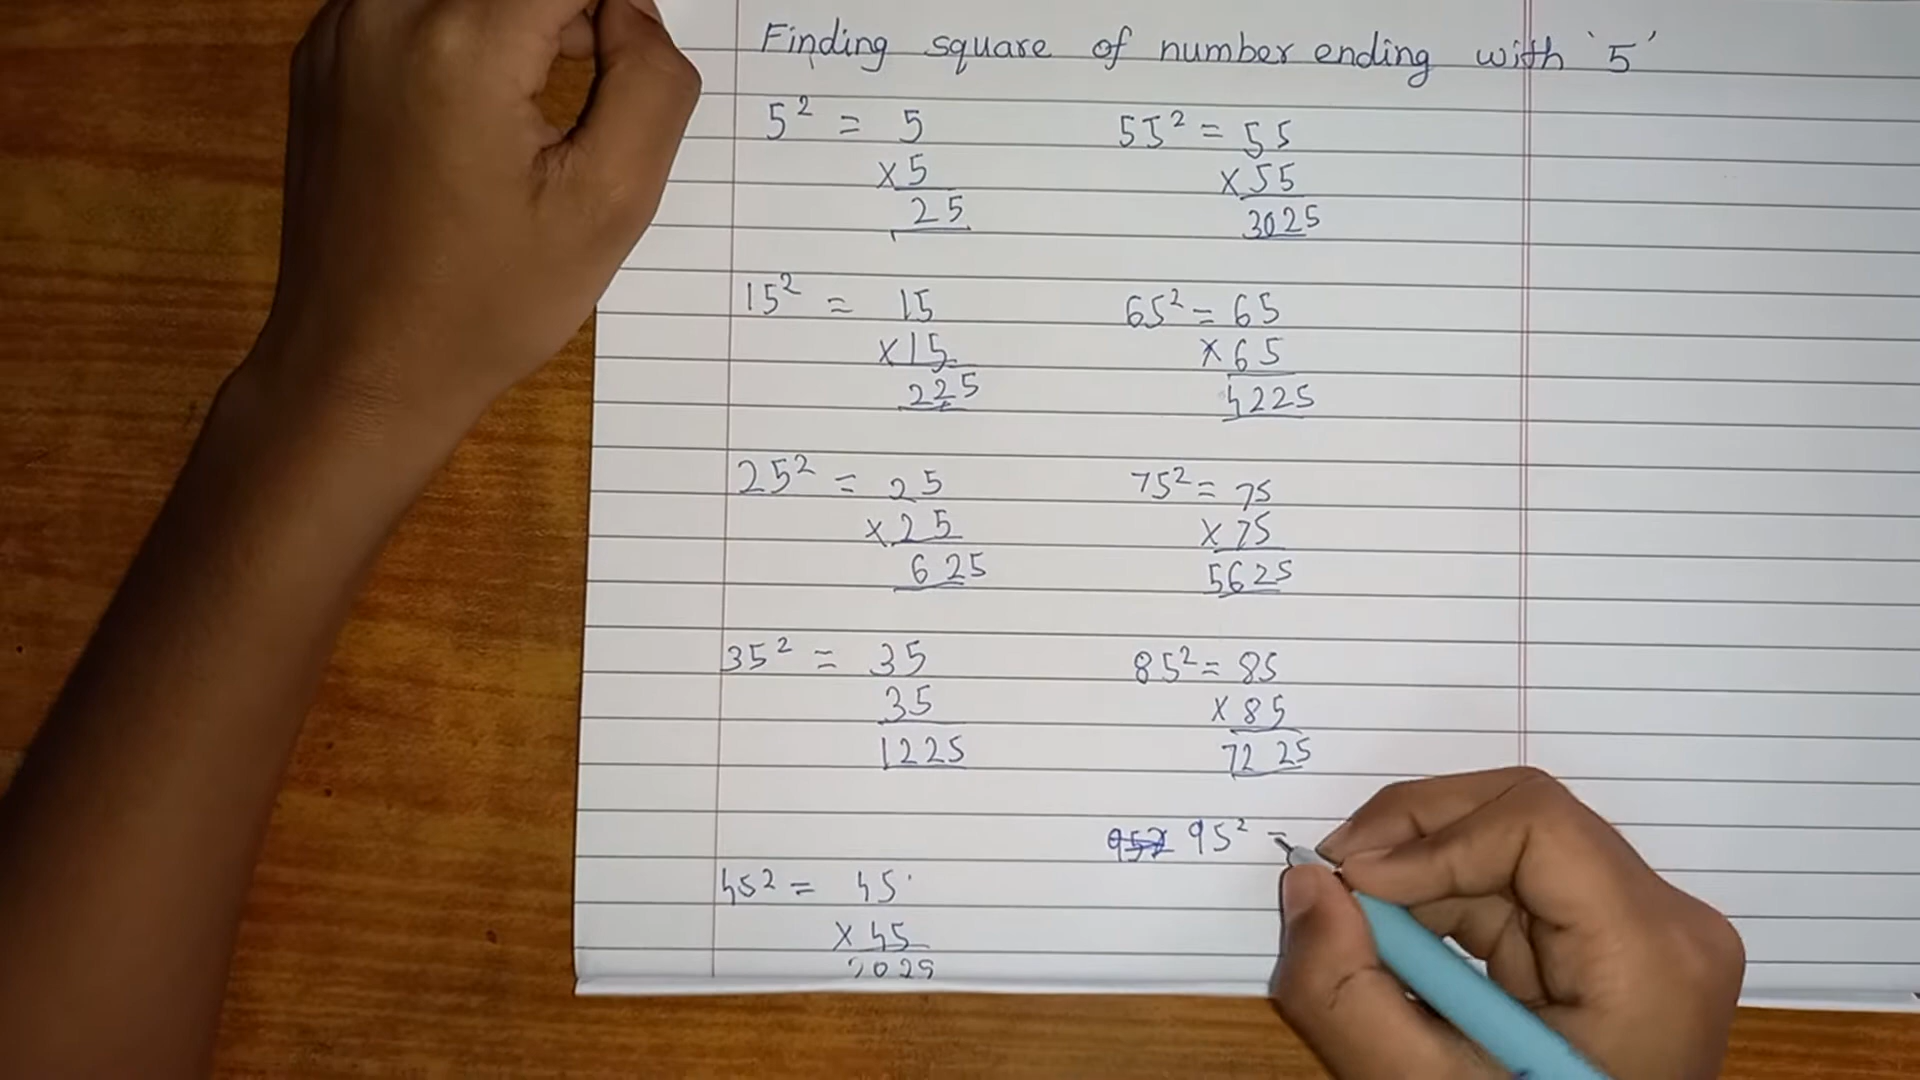 Finding square of number ending with '5'
5² = 5
×5
25
15² = 15
×15
225
25² = 25
×25
625
35² = 35
35
1225
45² = 45
×45
2025
55² = 55
×55
3025
65² = 65
×65
4225
75² = 75
×75
5625
85² = 85
×85
7225
95² =